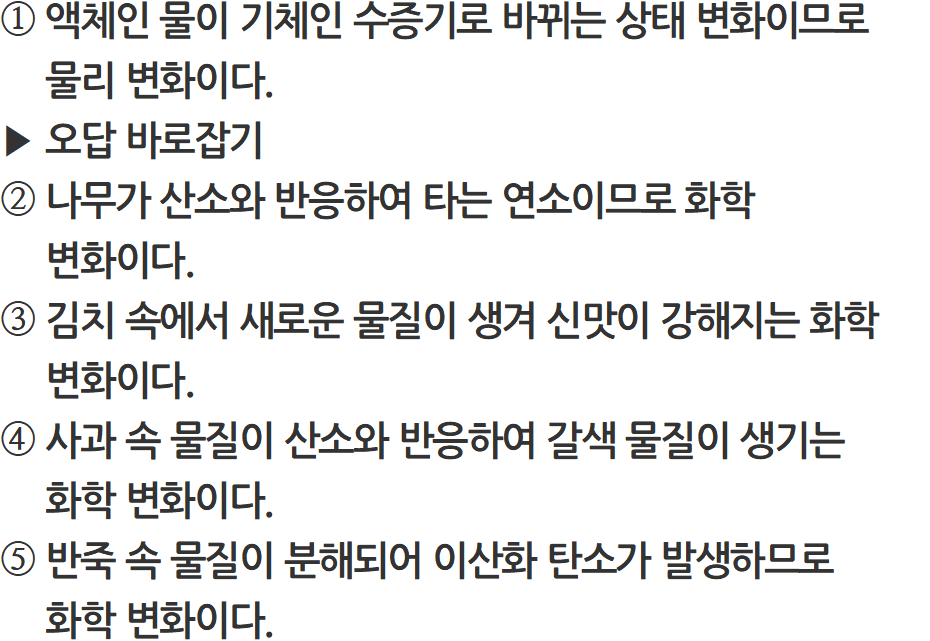 ① 액체인 물이 기체인 수증기로 바뀌는 상태 변화이므로
물리 변화이다.
▶ 오답 바로잡기
② 나무가 산소와 반응하여 타는 연소이므로 화학
변화이다.
③ 김치 속에서 새로운 물질이 생겨 신맛이 강해지는 화학
변화이다.
④ 사과 속 물질이 산소와 반응하여 갈색 물질이 생기는
화학 변화이다.
⑤ 반죽 속 물질이 분해되어 이산화 탄소가 발생하므로
화학 변화이다.